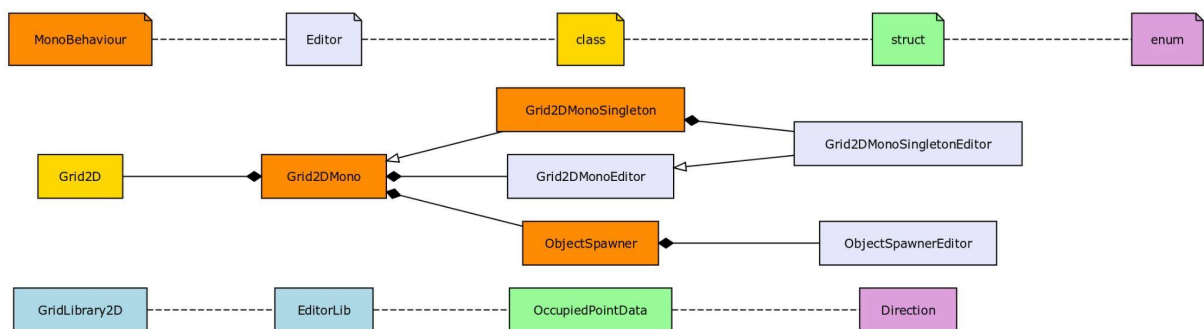 MonoBehaviour
Editor
class
struct
enum
Grid2DMonoSingleton
Grid2DMonoSingletonEditor
Grid2D
Grid2DMono
Grid2DMonoEditor
ObjectSpawner
ObjectSpawnerEditor
GridLibrary2D
EditorLib
OccupiedPointData
Direction